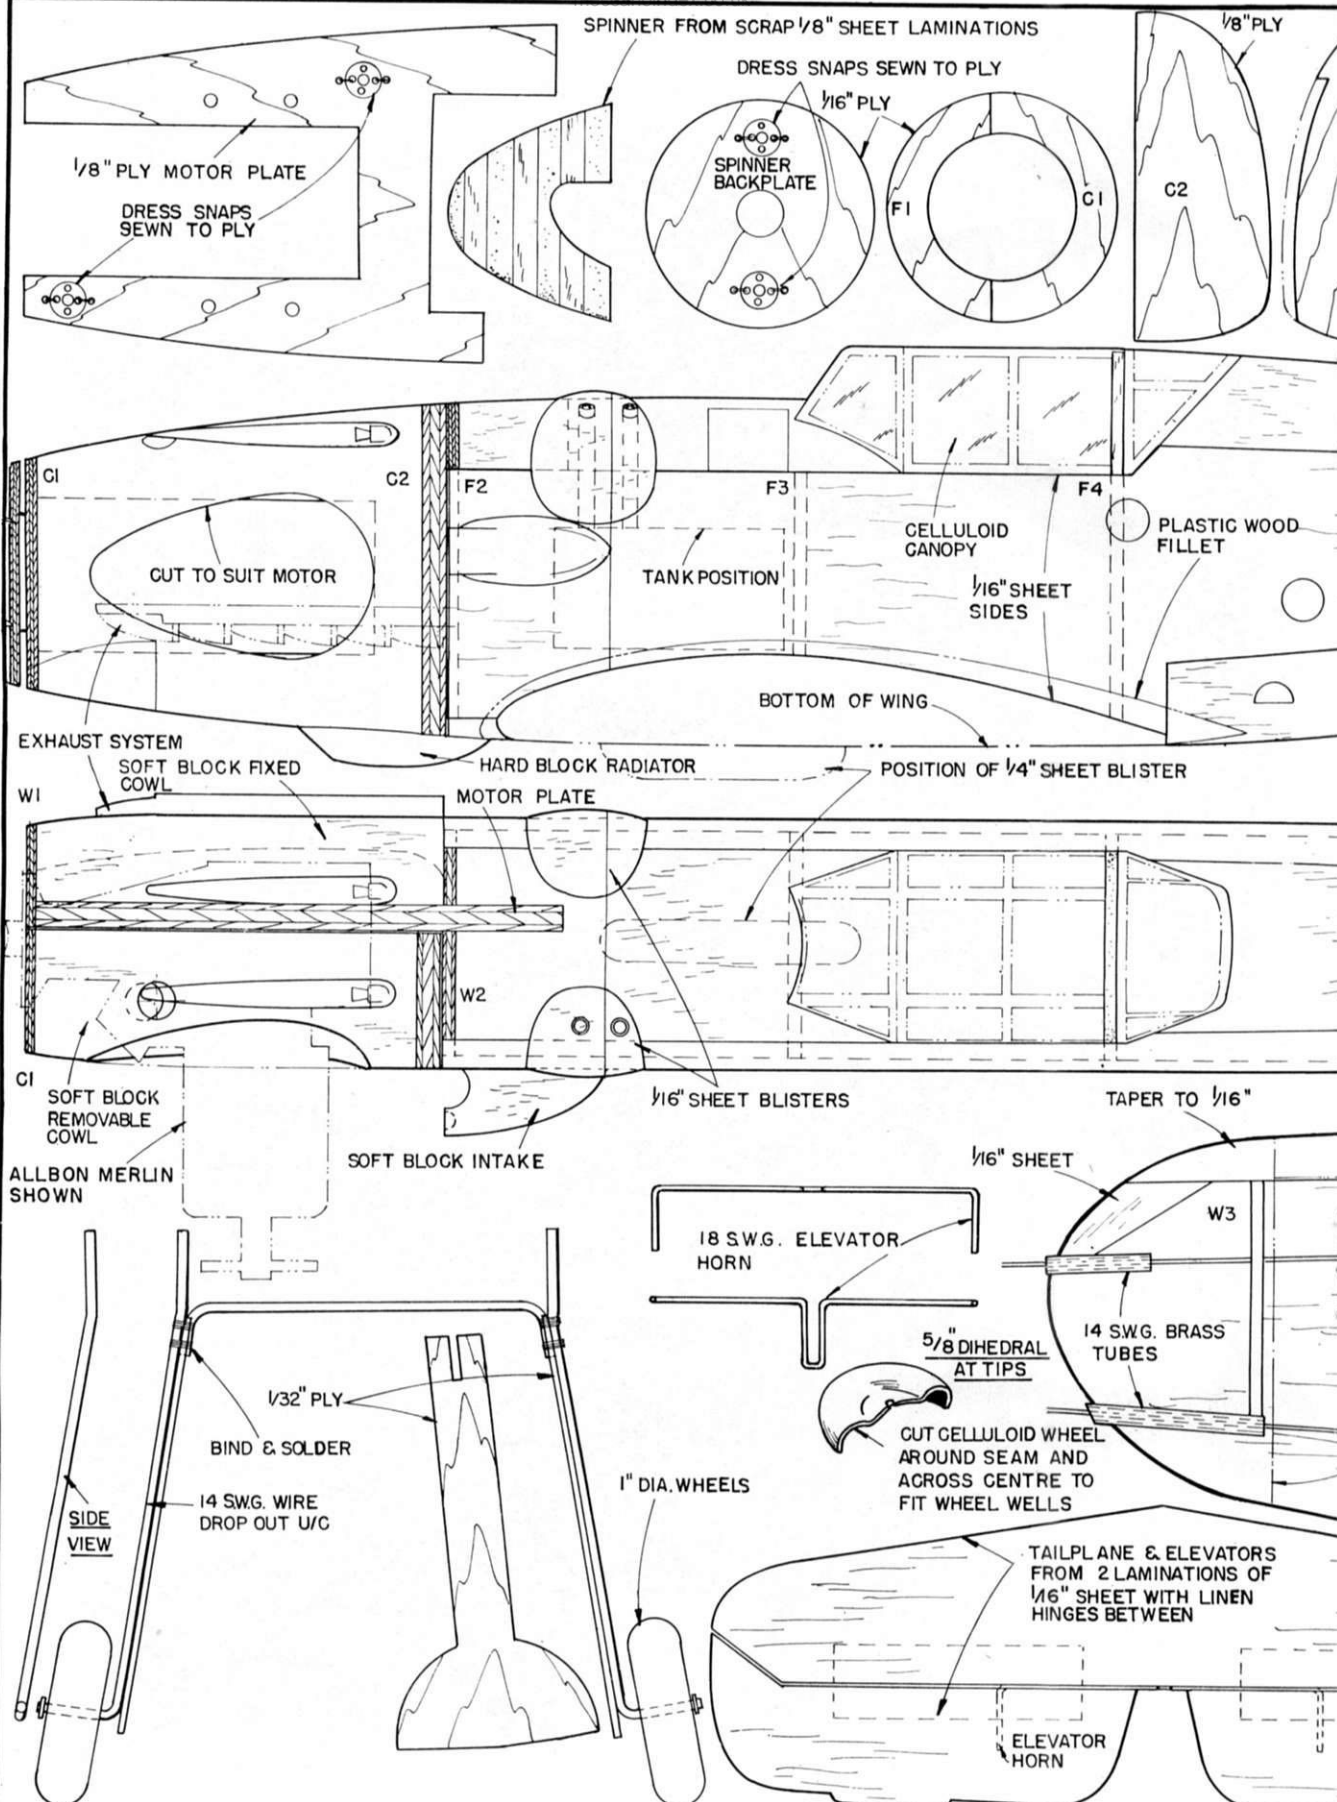 SPINNER FROM SCRAP 1/8" SHEET LAMINATIONS
1/8" PLY
DRESS SNAPS SEWN TO PLY
1/16" PLY
1/8" PLY MOTOR PLATE
DRESS SNAPS
SEWN TO PLY
SPINNER
BACKPLATE
F1
C1
C2
C1
C2
F2
F3
F4
CUT TO SUIT MOTOR
TANK POSITION
CELLULOID
CANOPY
PLASTIC WOOD
FILLET
1/16" SHEET
SIDES
BOTTOM OF WING
EXHAUST SYSTEM
SOFT BLOCK FIXED
COWL
HARD BLOCK RADIATOR
POSITION OF 1/4" SHEET BLISTER
W1
MOTOR PLATE
W2
C1
SOFT BLOCK
REMOVABLE
COWL
1/16" SHEET BLISTERS
TAPER TO 1/16"
SOFT BLOCK INTAKE
ALLBON MERLIN
SHOWN
1/16" SHEET
W3
18 S.W.G. ELEVATOR
HORN
5/8" DIHEDRAL
AT TIPS
14 S.W.G. BRASS
TUBES
1/32" PLY
BIND & SOLDER
CUT CELLULOID WHEEL
AROUND SEAM AND
ACROSS CENTRE TO
FIT WHEEL WELLS
1" DIA. WHEELS
14 S.W.G. WIRE
DROP OUT U/C
SIDE
VIEW
TAILPLANE & ELEVATORS
FROM 2 LAMINATIONS OF
1/16" SHEET WITH LINEN
HINGES BETWEEN
ELEVATOR
HORN